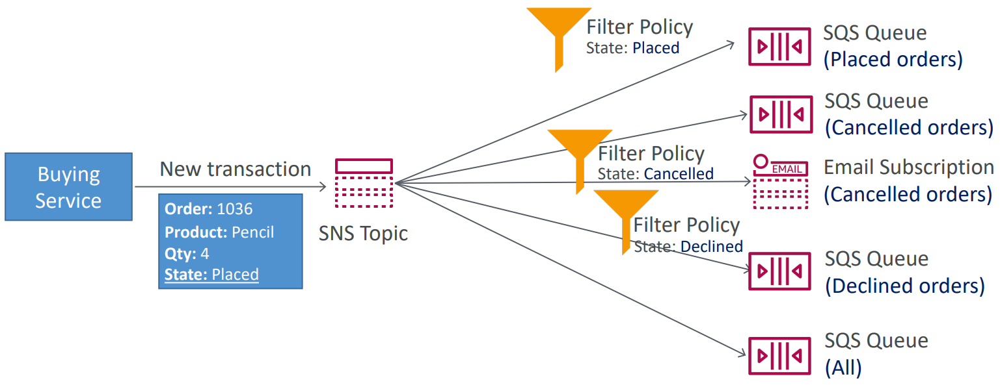 Filter Policy
State: Placed
SQS Queue
(Placed orders)
SQS Queue
(Cancelled orders)
Buying
Service
New transaction
Order: 1036
Product: Pencil
Qty: 4
State: Placed
SNS Topic
Filter Policy
State: Cancelled
EMAIL
Email Subscription
(Cancelled orders)
Filter Policy
State: Declined
SQS Queue
(Declined orders)
SQS Queue
(All)